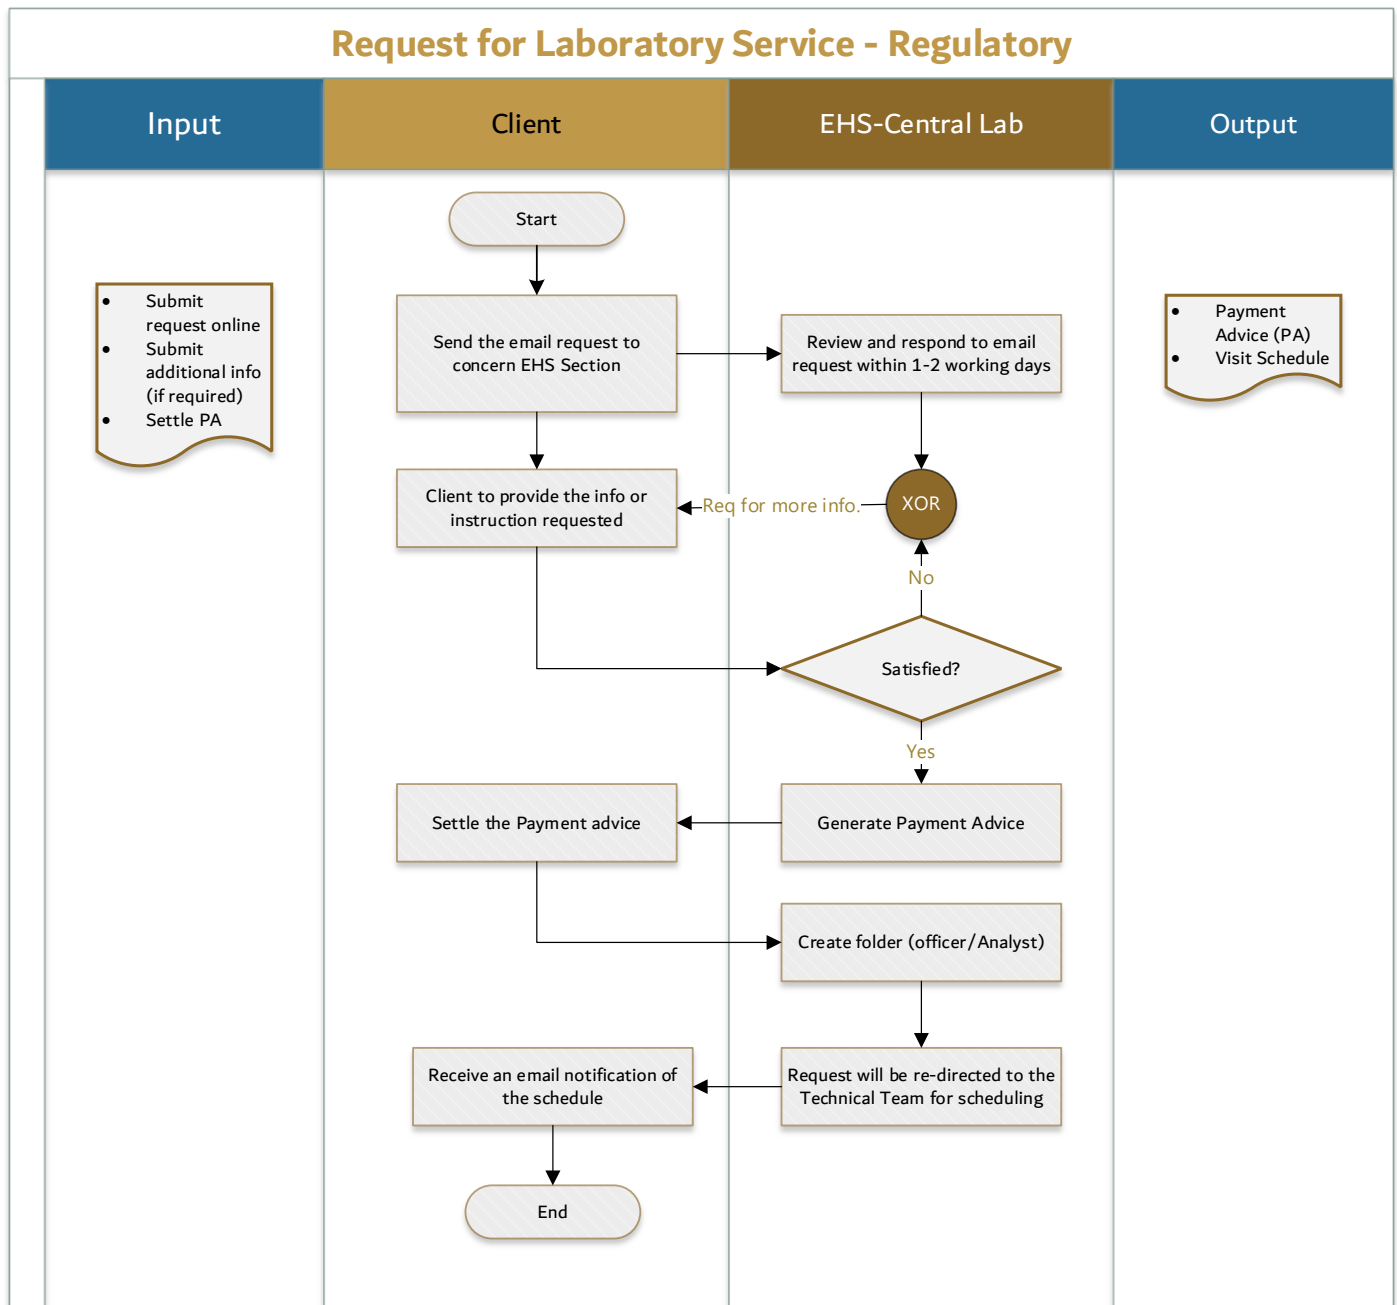 Request for Laboratory Service - Regulatory
Input
Client
EHS-Central Lab
Output
Start
• Submit
request online
• Submit
additional info
(if required)
• Settle PA
Send the email request to
concern EHS Section
Review and respond to email
request within 1-2 working days
• Payment
Advice (PA)
• Visit Schedule
Client to provide the info or
instruction requested
Req for more info.
XOR
No
Satisfied?
Yes
Settle the Payment advice
Generate Payment Advice
Create folder (officer/Analyst)
Receive an email notification of
the schedule
Request will be re-directed to the
Technical Team for scheduling
End